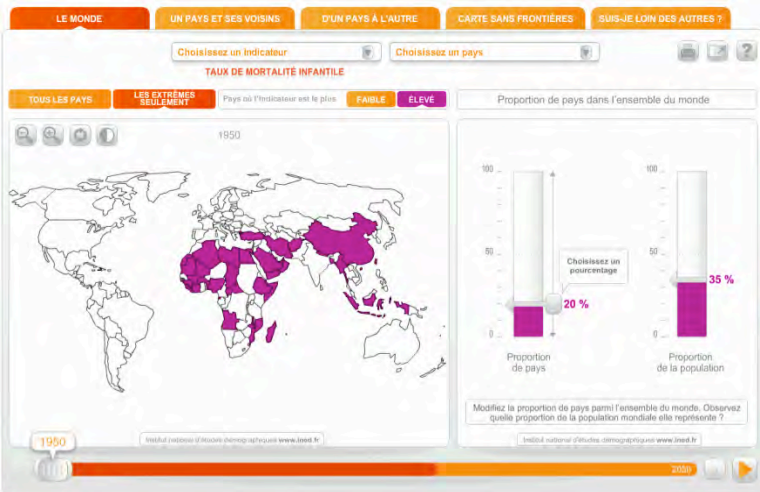 LE MONDE
UN PAYS ET SES VOISINS
D'UN PAYS À L'AUTRE
CARTE SANS FRONTIÈRES
SUIS-JE LOIN DES AUTRES ?
Choisissez un indicateur
Choisissez un pays
?
TAUX DE MORTALITÉ INFANTILE
TOUS LES PAYS
LES EXTRÊMES
SEULEMENT
Pays où l'indicateur est le plus
FAIBLE
ÉLEVÉ
Proportion de pays dans l'ensemble du monde
1950
100
50
0
Choisissez un
pourcentage
20 %
Proportion
de pays
100
50
0
35 %
Proportion
de la population
Modifiez la proportion de pays parmi l'ensemble du monde. Observez
quelle proportion de la population mondiale elle représente ?
Institut national d'études démographiques www.ined.fr
Institut national d'études démographiques www.ined.fr
1950
2050